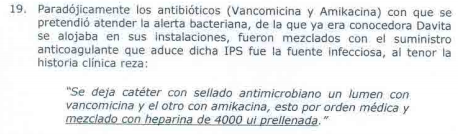 19. Paradójicamente los antibióticos (Vancomicina y Amikacina) con que se
pretendió atender la alerta bacteriana, de la que ya era conocedora Davita
se alojaba en sus instalaciones, fueron mezclados con el suministro
anticoagulante que aduce dicha IPS fue la fuente infecciosa, al tenor la
historia clínica reza:
"Se deja catéter con sellado antimicrobiano un lumen con
vancomicina y el otro con amikacina, esto por orden médica y
mezclado con heparina de 4000 ui prellenada."